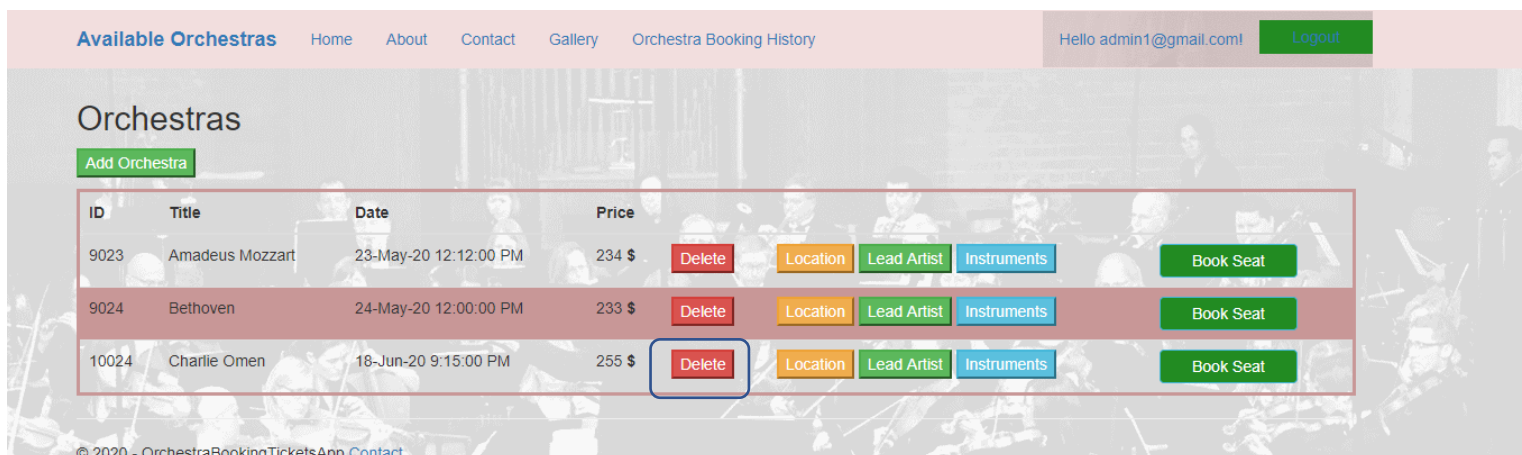 Available Orchestras Home About Contact Gallery Orchestra Booking History Hello admin1@gmail.com! Logout
Orchestras
Add Orchestra
ID Title Date Price
9023 Amadeus Mozzart 23-May-20 12:12:00 PM 234 $ Delete Location Lead Artist Instruments Book Seat
9024 Bethoven 24-May-20 12:00:00 PM 233 $ Delete Location Lead Artist Instruments Book Seat
10024 Charlie Omen 18-Jun-20 9:15:00 PM 255 $ Delete Location Lead Artist Instruments Book Seat
© 2020 - OrchestraBookingTicketsApp Contact